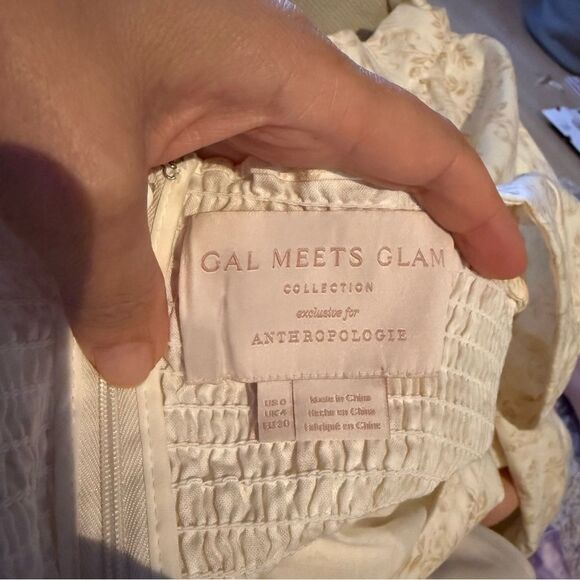 GAL MEETS GLAM
COLLECTION
exclusive for
ANTHROPOLOGIE
US 0
UK 4
EU 30
Made in China
Hecho en China
Fabriqué en Chine